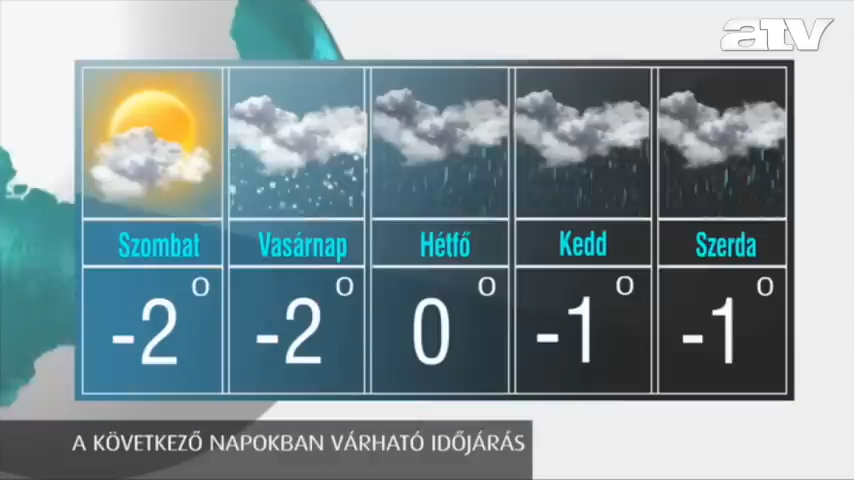 atv
Szombat Vasárnap Hétfő Kedd Szerda
-2° -2° 0° -1° -1°
A KÖVETKEZŐ NAPOKBAN VÁRHATÓ IDŐJÁRÁS